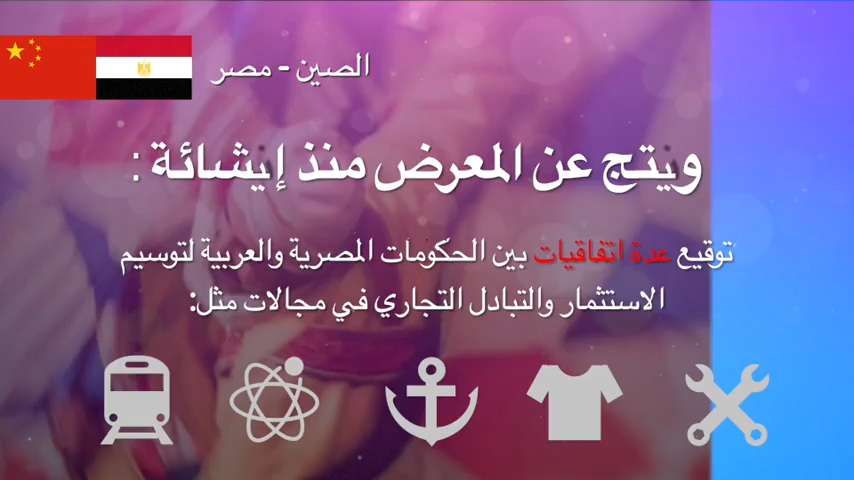 الصين - مصر
ويتج عن المعرض منذ إيشائة :
توقيع عدة اتفاقيات بين الحكومات المصرية والعربية لتوسيم
الاستثمار والتبادل التجاري في مجالات مثل: